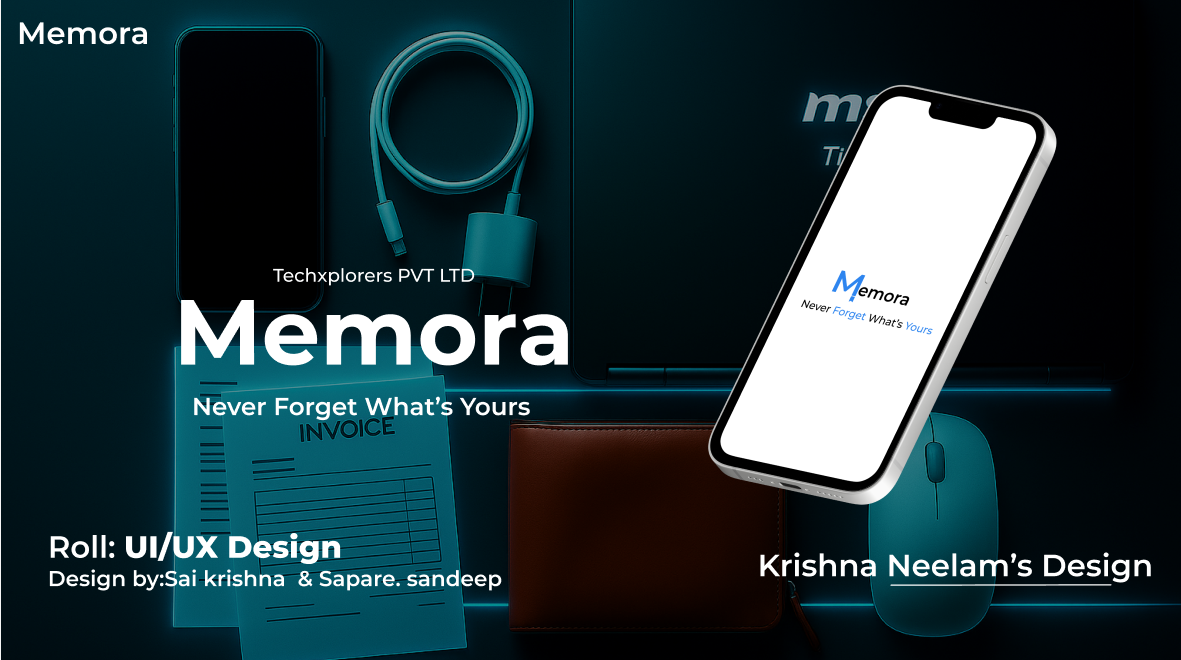 Memora
Techxplorers PVT LTD
Memora
Never Forget What's Yours
INVOICE
Memora
Never Forget What's Yours
Roll: UI/UX Design
Design by:Sai krishna & Sapare. sandeep
Krishna Neelam's Design